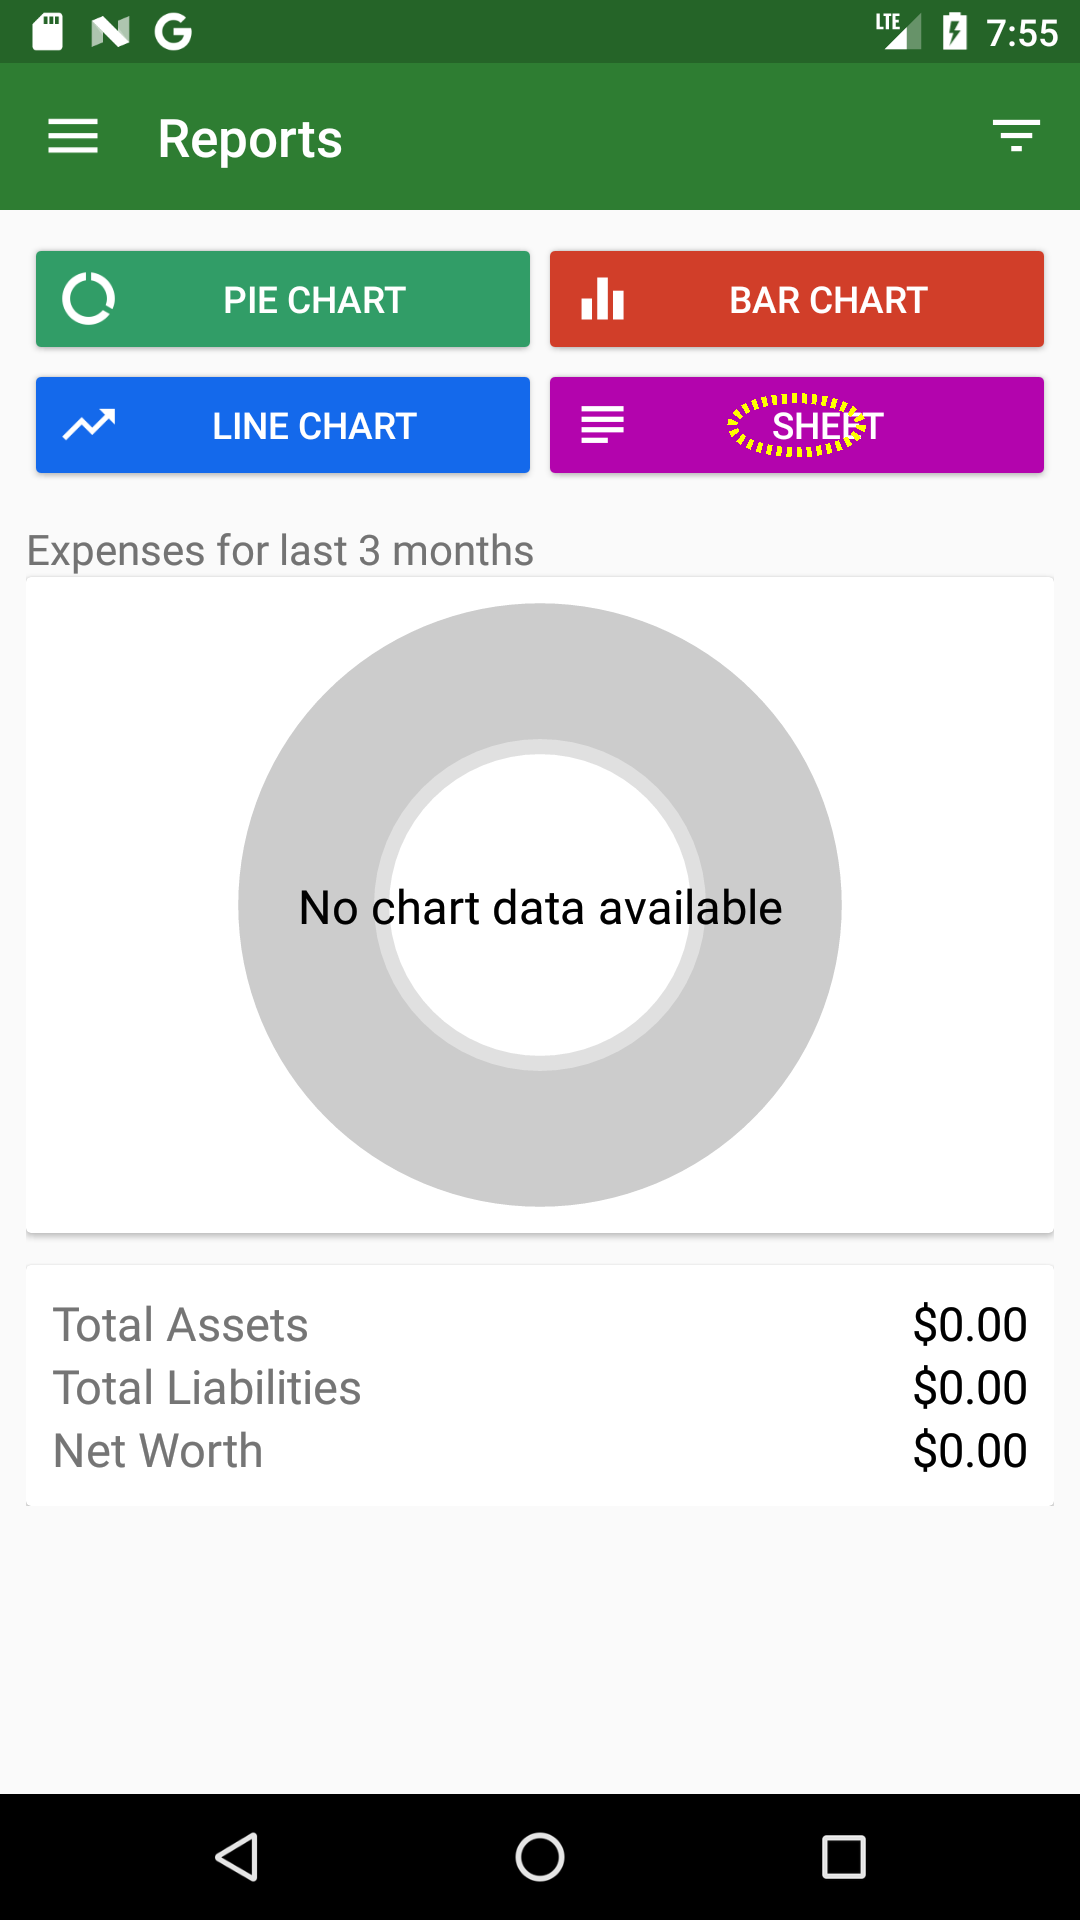 LTE 7:55
Reports
PIE CHART
BAR CHART
LINE CHART
SHEET
Expenses for last 3 months
No chart data available
Total Assets $0.00
Total Liabilities $0.00
Net Worth $0.00